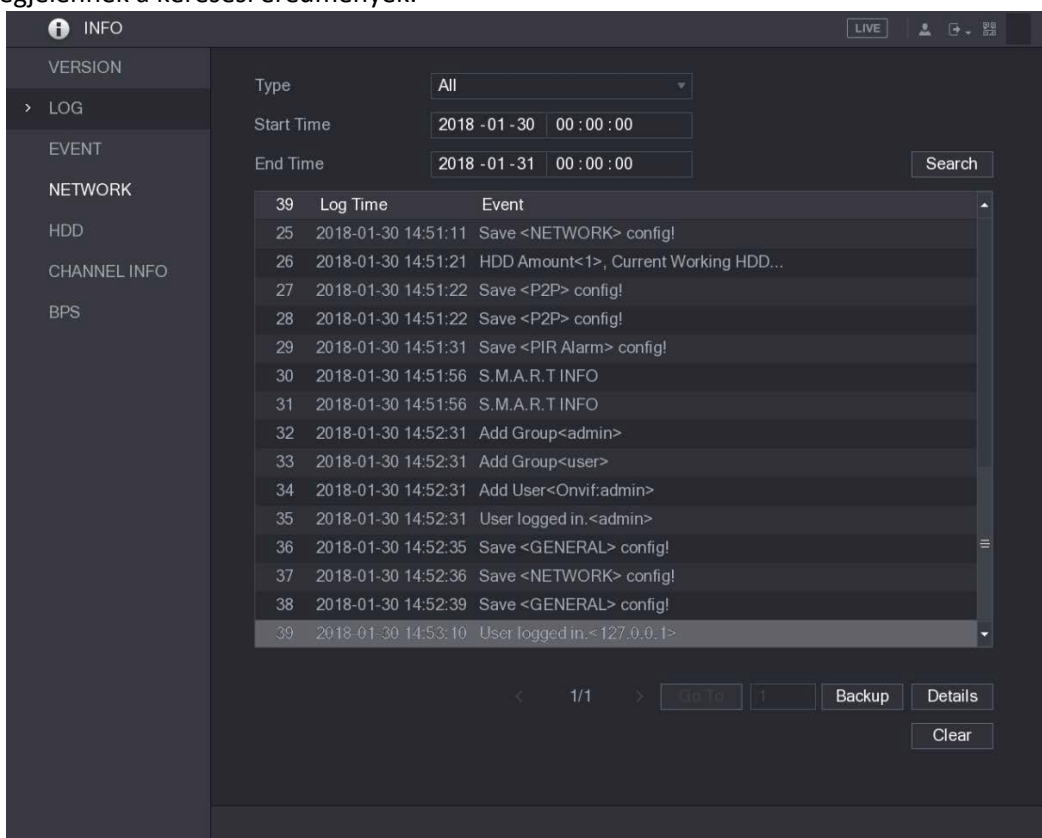 egjelennek a keresési eredmények.
INFO
LIVE
VERSION
> LOG
EVENT
NETWORK
HDD
CHANNEL INFO
BPS
Type All
Start Time 2018 -01 -30 00 : 00 : 00
End Time 2018 -01 -31 00 : 00 : 00
Search
39 Log Time Event
25 2018-01-30 14:51:11 Save <NETWORK> config!
26 2018-01-30 14:51:21 HDD Amount<1>, Current Working HDD...
27 2018-01-30 14:51:22 Save <P2P> config!
28 2018-01-30 14:51:22 Save <P2P> config!
29 2018-01-30 14:51:31 Save <PIR Alarm> config!
30 2018-01-30 14:51:56 S.M.A.R.T INFO
31 2018-01-30 14:51:56 S.M.A.R.T INFO
32 2018-01-30 14:52:31 Add Group<admin>
33 2018-01-30 14:52:31 Add Group<user>
34 2018-01-30 14:52:31 Add User<Onvif:admin>
35 2018-01-30 14:52:31 User logged in.<admin>
36 2018-01-30 14:52:35 Save <GENERAL> config!
37 2018-01-30 14:52:36 Save <NETWORK> config!
38 2018-01-30 14:52:39 Save <GENERAL> config!
39 2018-01-30 14:53:10 User logged in.<127.0.0.1>
< 1/1 > Go To 1 Backup Details
Clear